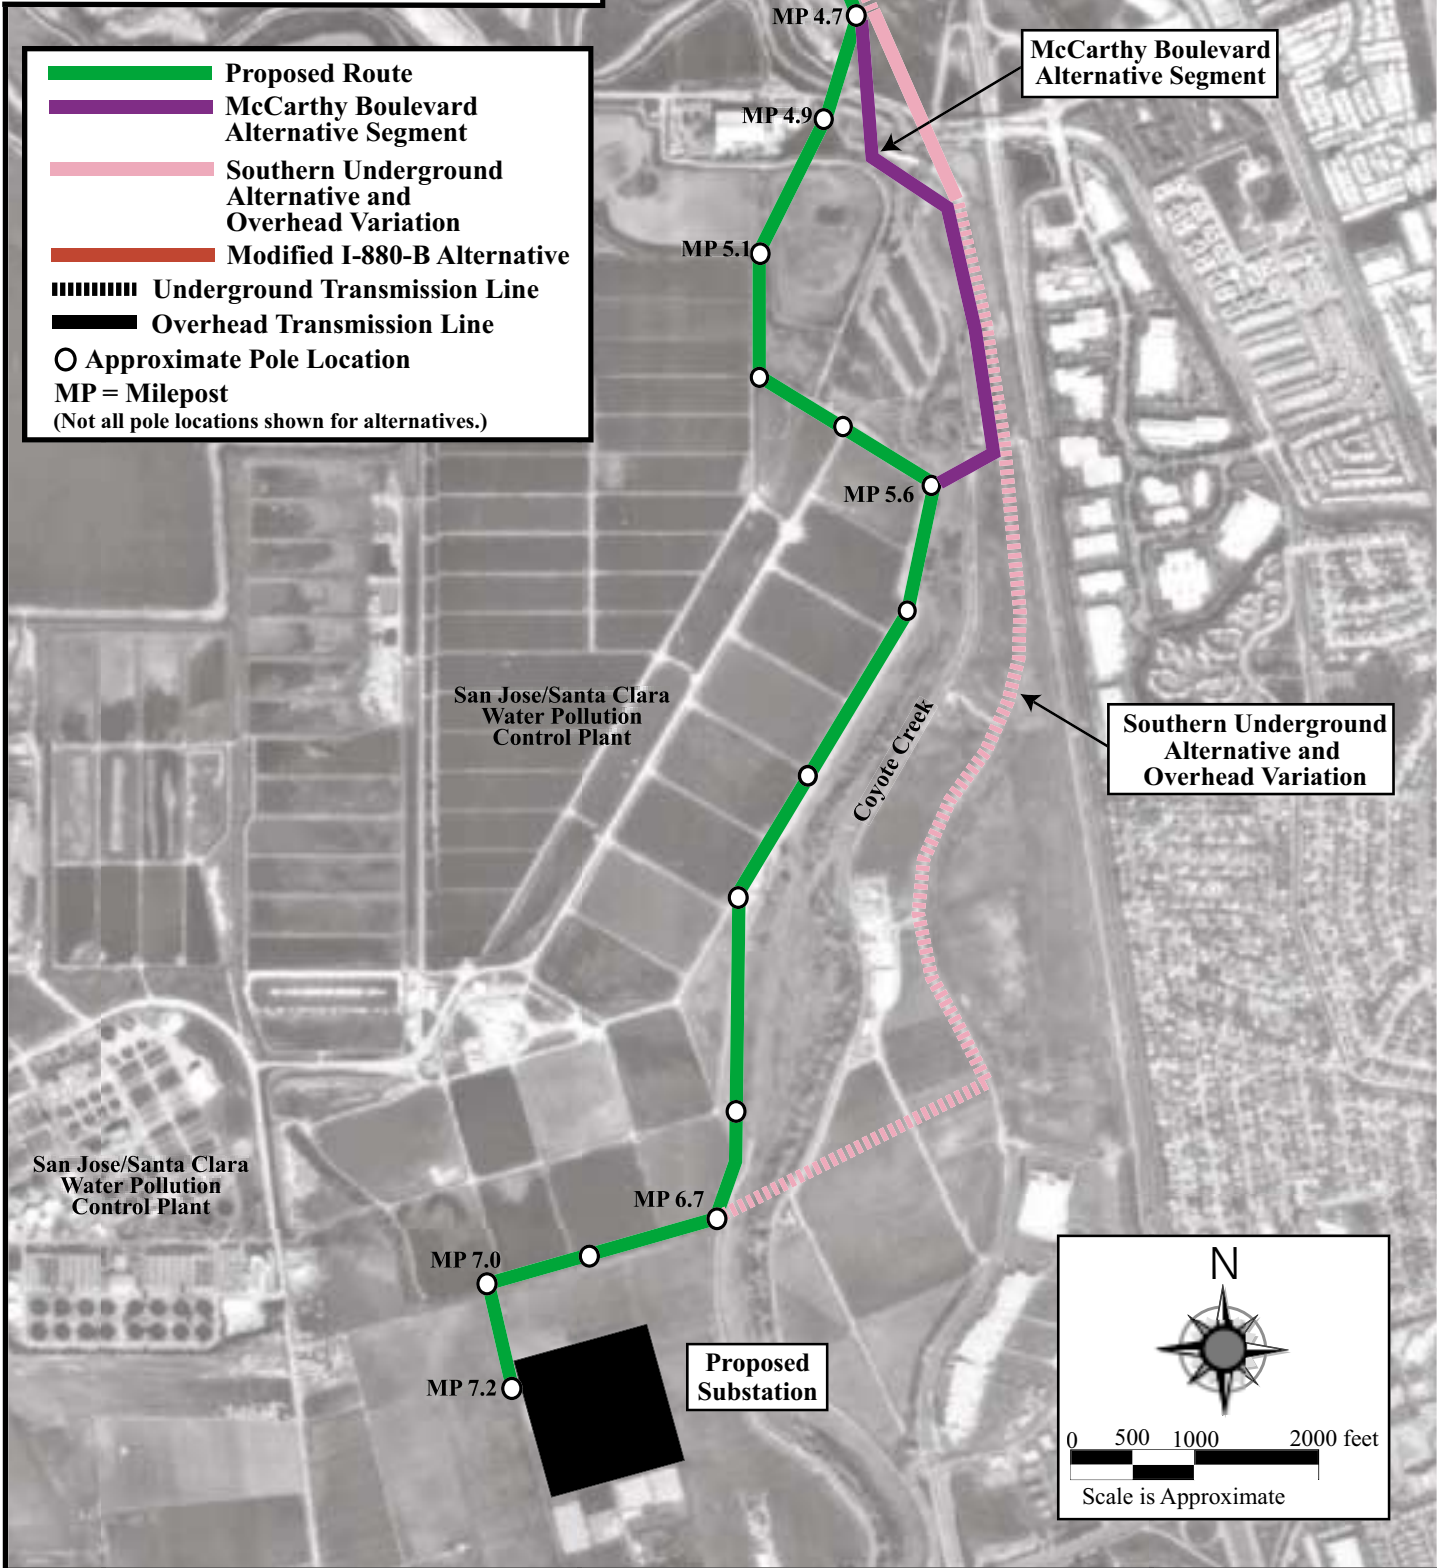 MP 4.7
McCarthy Boulevard
Alternative Segment
Proposed Route
McCarthy Boulevard
Alternative Segment
Southern Underground
Alternative and
Overhead Variation
Modified I-880-B Alternative
Underground Transmission Line
Overhead Transmission Line
Approximate Pole Location
MP = Milepost
(Not all pole locations shown for alternatives.)
MP 4.9
MP 5.1
MP 5.6
San Jose/Santa Clara
Water Pollution
Control Plant
Coyote Creek
Southern Underground
Alternative and
Overhead Variation
San Jose/Santa Clara
Water Pollution
Control Plant
MP 6.7
MP 7.0
MP 7.2
Proposed
Substation
N
0 500 1000 2000 feet
Scale is Approximate